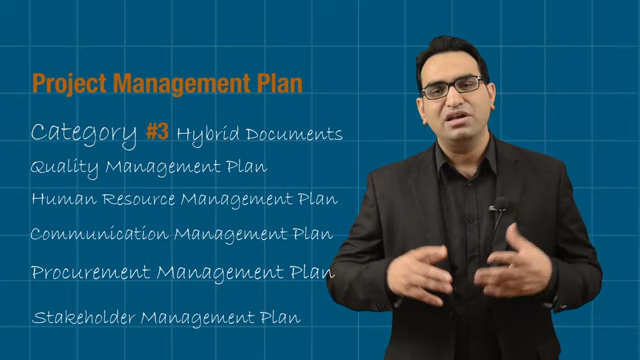 Project Management Plan
Category #3 Hybrid Documents
Quality Management Plan
Human Resource Management Plan
Communication Management Plan
Procurement Management Plan
Stakeholder Management Plan